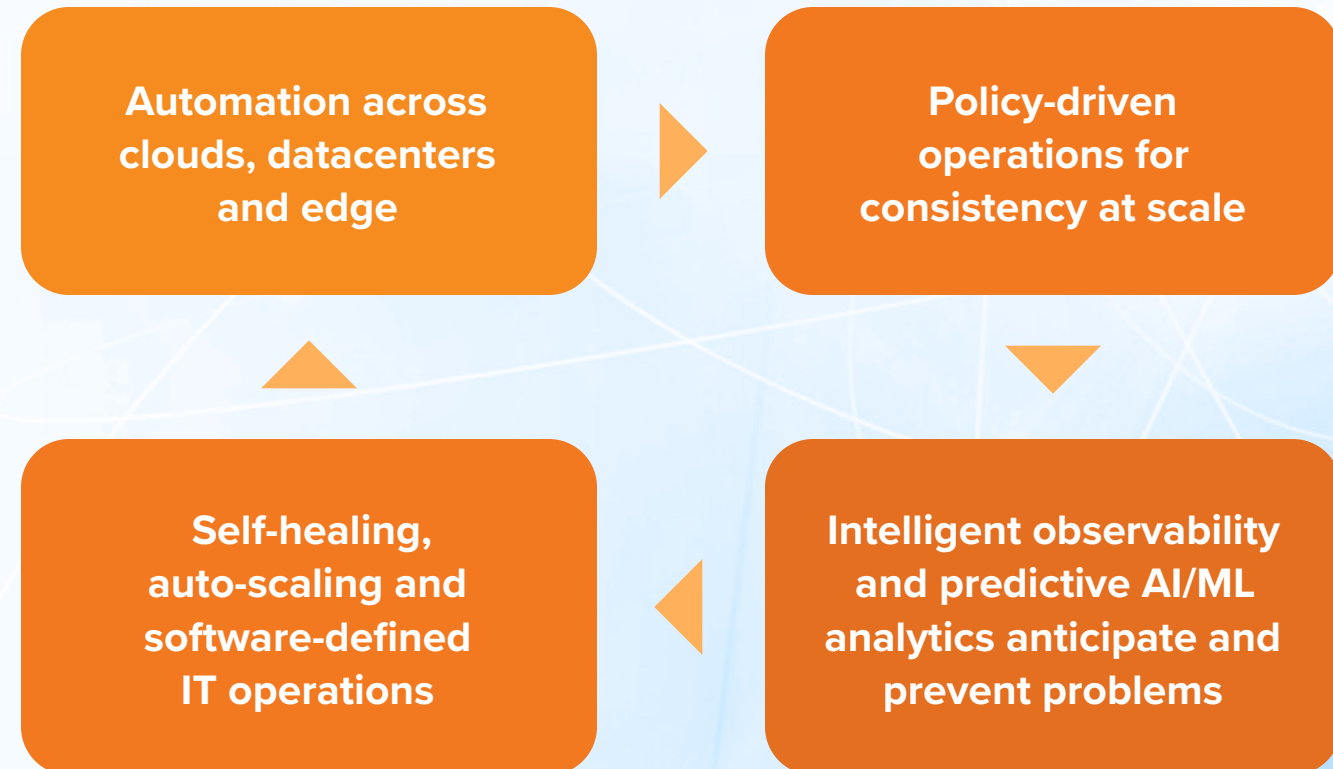 Automation across
clouds, datacenters
and edge
Policy-driven
operations for
consistency at scale
Self-healing,
auto-scaling and
software-defined
IT operations
Intelligent observability
and predictive AI/ML
analytics anticipate and
prevent problems